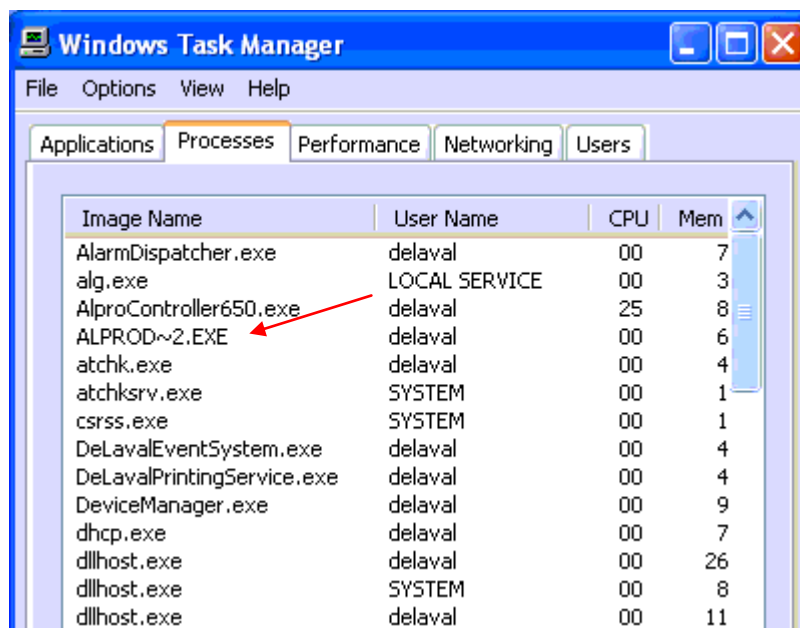 Windows Task Manager
File Options View Help
Applications Processes Performance Networking Users
Image Name User Name CPU Mem
AlarmDispatcher.exe delaval 00 7
alg.exe LOCAL SERVICE 00 3
AlproController650.exe delaval 25 8
ALPROD~2.EXE delaval 00 6
atchk.exe delaval 00 4
atchksrv.exe SYSTEM 00 1
csrss.exe SYSTEM 00 1
DeLavalEventSystem.exe delaval 00 4
DeLavalPrintingService.exe delaval 00 4
DeviceManager.exe delaval 00 9
dhcp.exe delaval 00 7
dllhost.exe delaval 00 26
dllhost.exe SYSTEM 00 8
dllhost.exe delaval 00 11